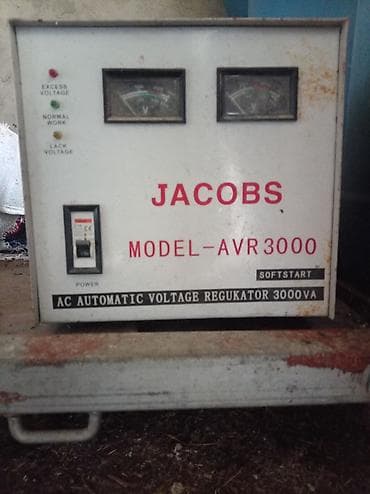 EXCESS
VOLTAGE
NORMAL
WORK
LACK
VOLTAGE
JACOBS
MODEL-AVR3000
SOFTSTART
POWER
AC AUTOMATIC VOLTAGE REGUKATOR 3000VA